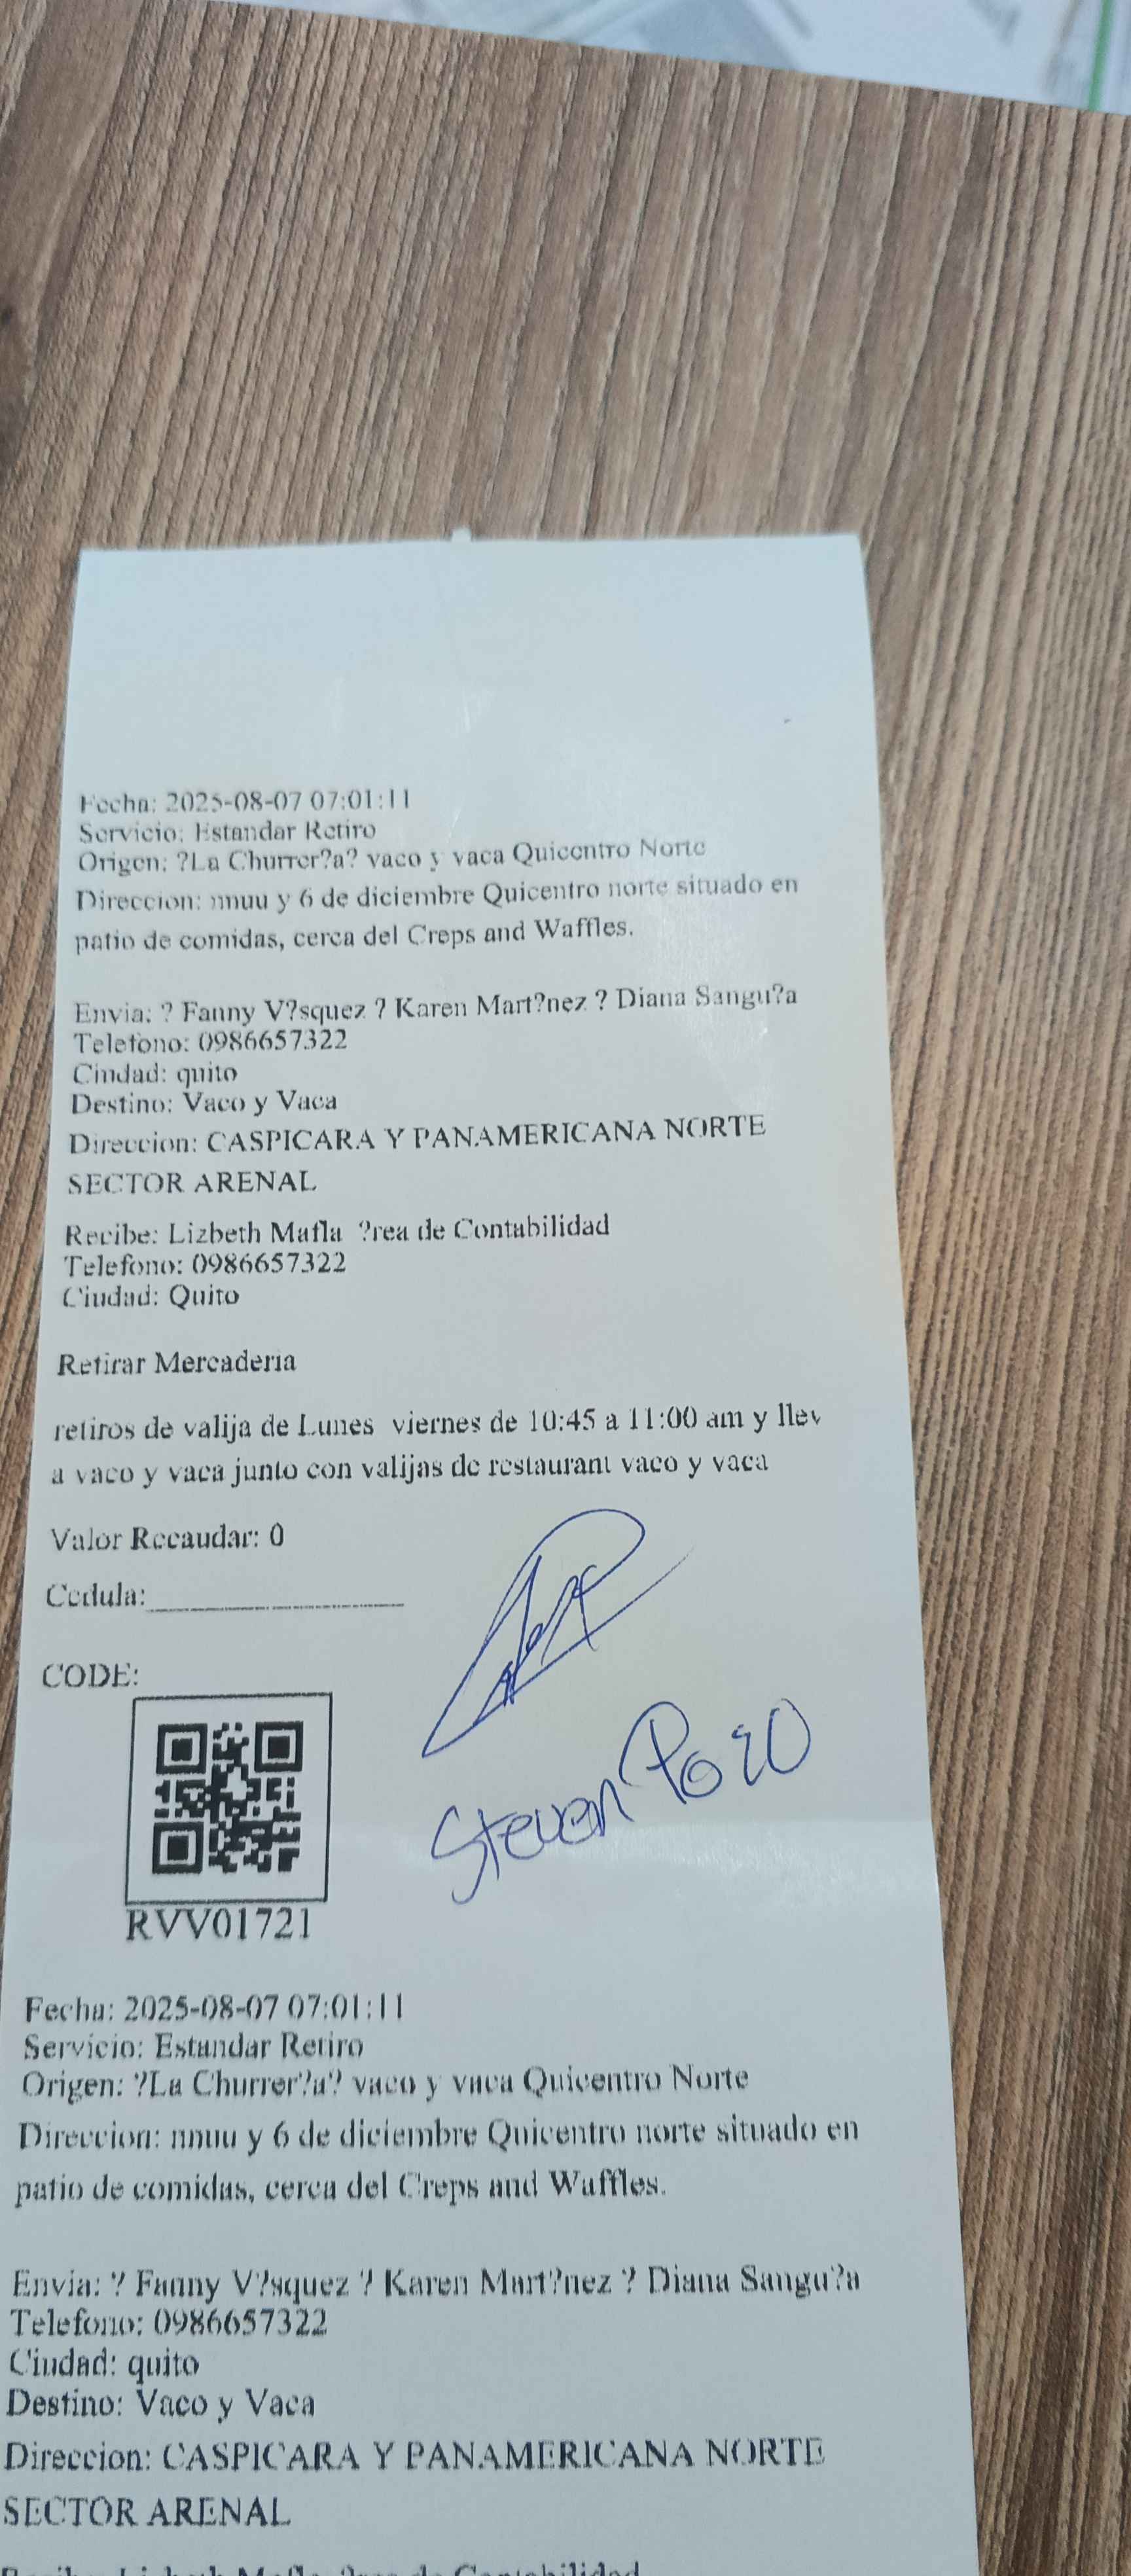 Fecha: 2025-08-07 07:01:11
Servicio: Estandar Retiro
Origen: ?La Churrer?a? vaco y vaca Quicentro Norte
Direccion: nnuu y 6 de diciembre Quicentro norte situado en
patio de comidas, cerca del Creps and Waffles.
Envia: ? Fanny V?squez ? Karen Mart?nez ? Diana Sangu?a
Telefono: 0986657322
Ciudad: quito
Destino: Vaco y Vaca
Direccion: CASPICARA Y PANAMERICANA NORTE
SECTOR ARENAL
Recibe: Lizbeth Mafla ?rea de Contabilidad
Telefono: 0986657322
Ciudad: Quito
Retirar Mercaderia
retiros de valija de Lunes viernes de 10:45 a 11:00 am y llev
a vaco y vaca junto con valijas de restaurant vaco y vaca
Valor Recaudar: 0
Cedula:
CODE:
Steven Pozo
RVV01721
Fecha: 2025-08-07 07:01:11
Servicio: Estandar Retiro
Origen: ?La Churrer?a? vaco y vaca Quicentro Norte
Direccion: nnuu y 6 de diciembre Quicentro norte situado en
patio de comidas, cerca del Creps and Waffles.
Envia: ? Fanny V?squez ? Karen Mart?nez ? Diana Sangu?a
Telefono: 0986657322
Ciudad: quito
Destino: Vaco y Vaca
Direccion: CASPICARA Y PANAMERICANA NORTE
SECTOR ARENAL
Recibe: Lizbeth Mafla ?rea de Contabilidad